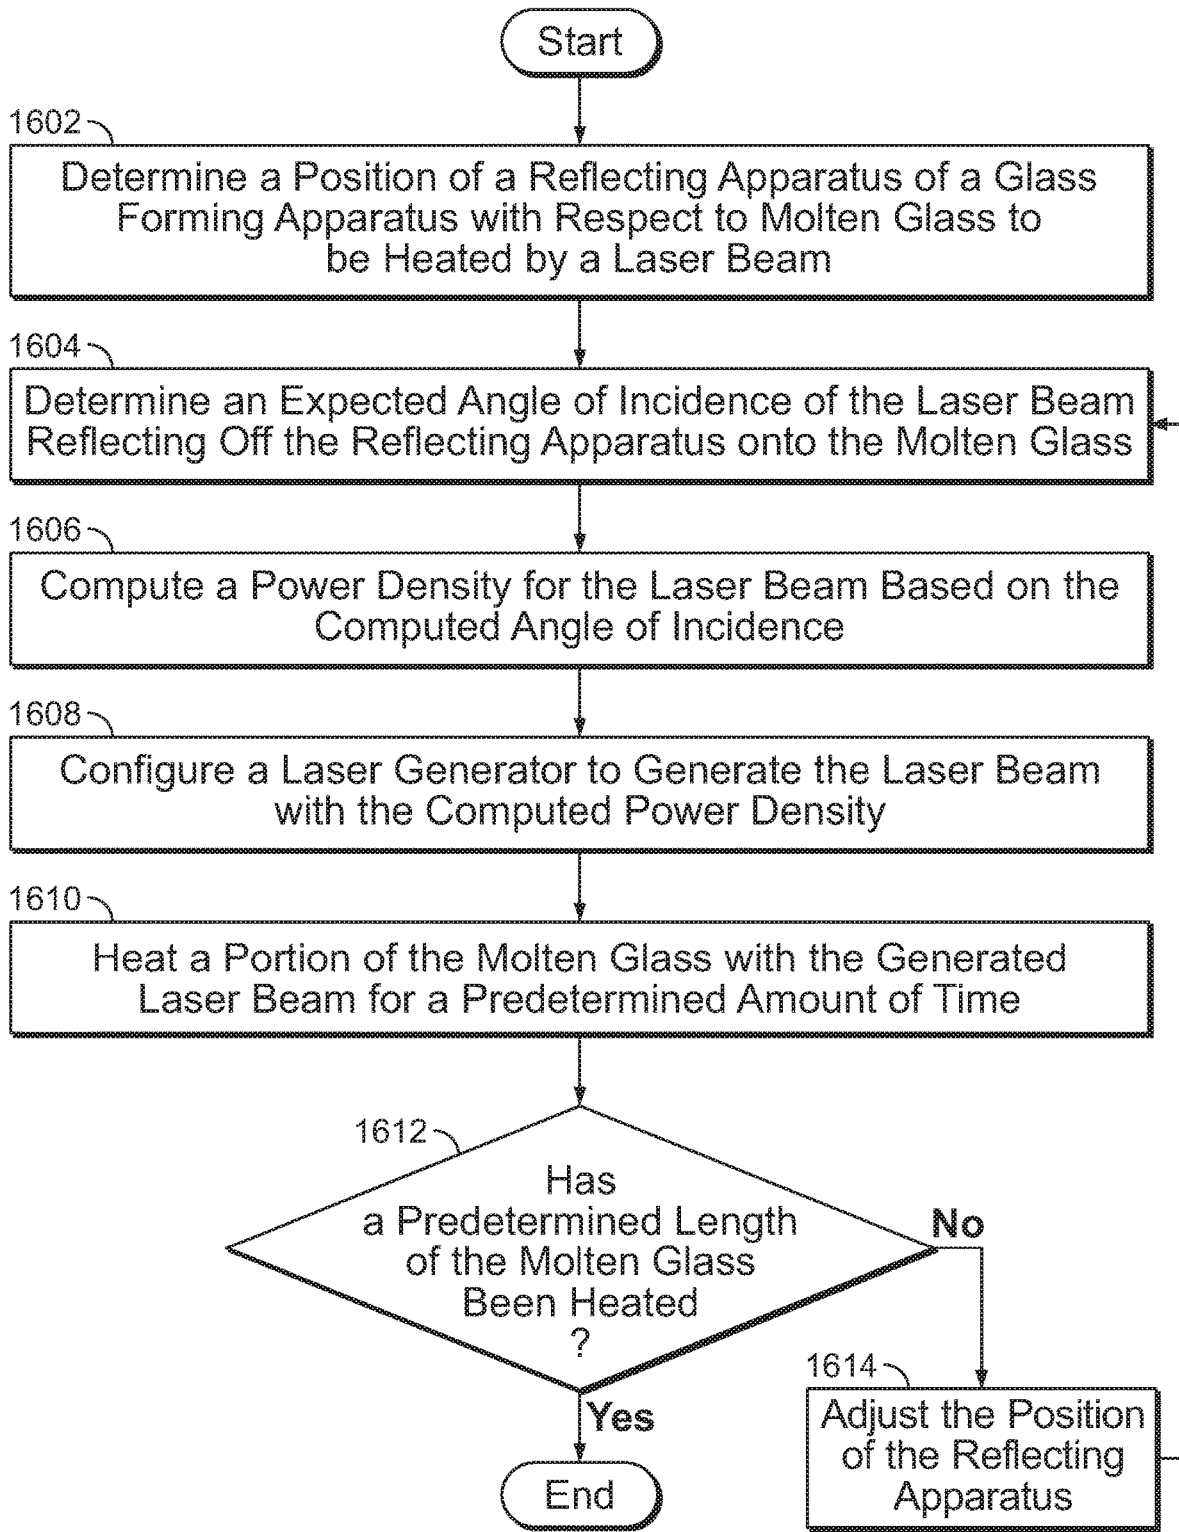 Start
1602
Determine a Position of a Reflecting Apparatus of a Glass
Forming Apparatus with Respect to Molten Glass to
be Heated by a Laser Beam
1604
Determine an Expected Angle of Incidence of the Laser Beam
Reflecting Off the Reflecting Apparatus onto the Molten Glass
1606
Compute a Power Density for the Laser Beam Based on the
Computed Angle of Incidence
1608
Configure a Laser Generator to Generate the Laser Beam
with the Computed Power Density
1610
Heat a Portion of the Molten Glass with the Generated
Laser Beam for a Predetermined Amount of Time
1612
Has
a Predetermined Length
of the Molten Glass
Been Heated
?
No
Yes
1614
Adjust the Position
of the Reflecting
Apparatus
End